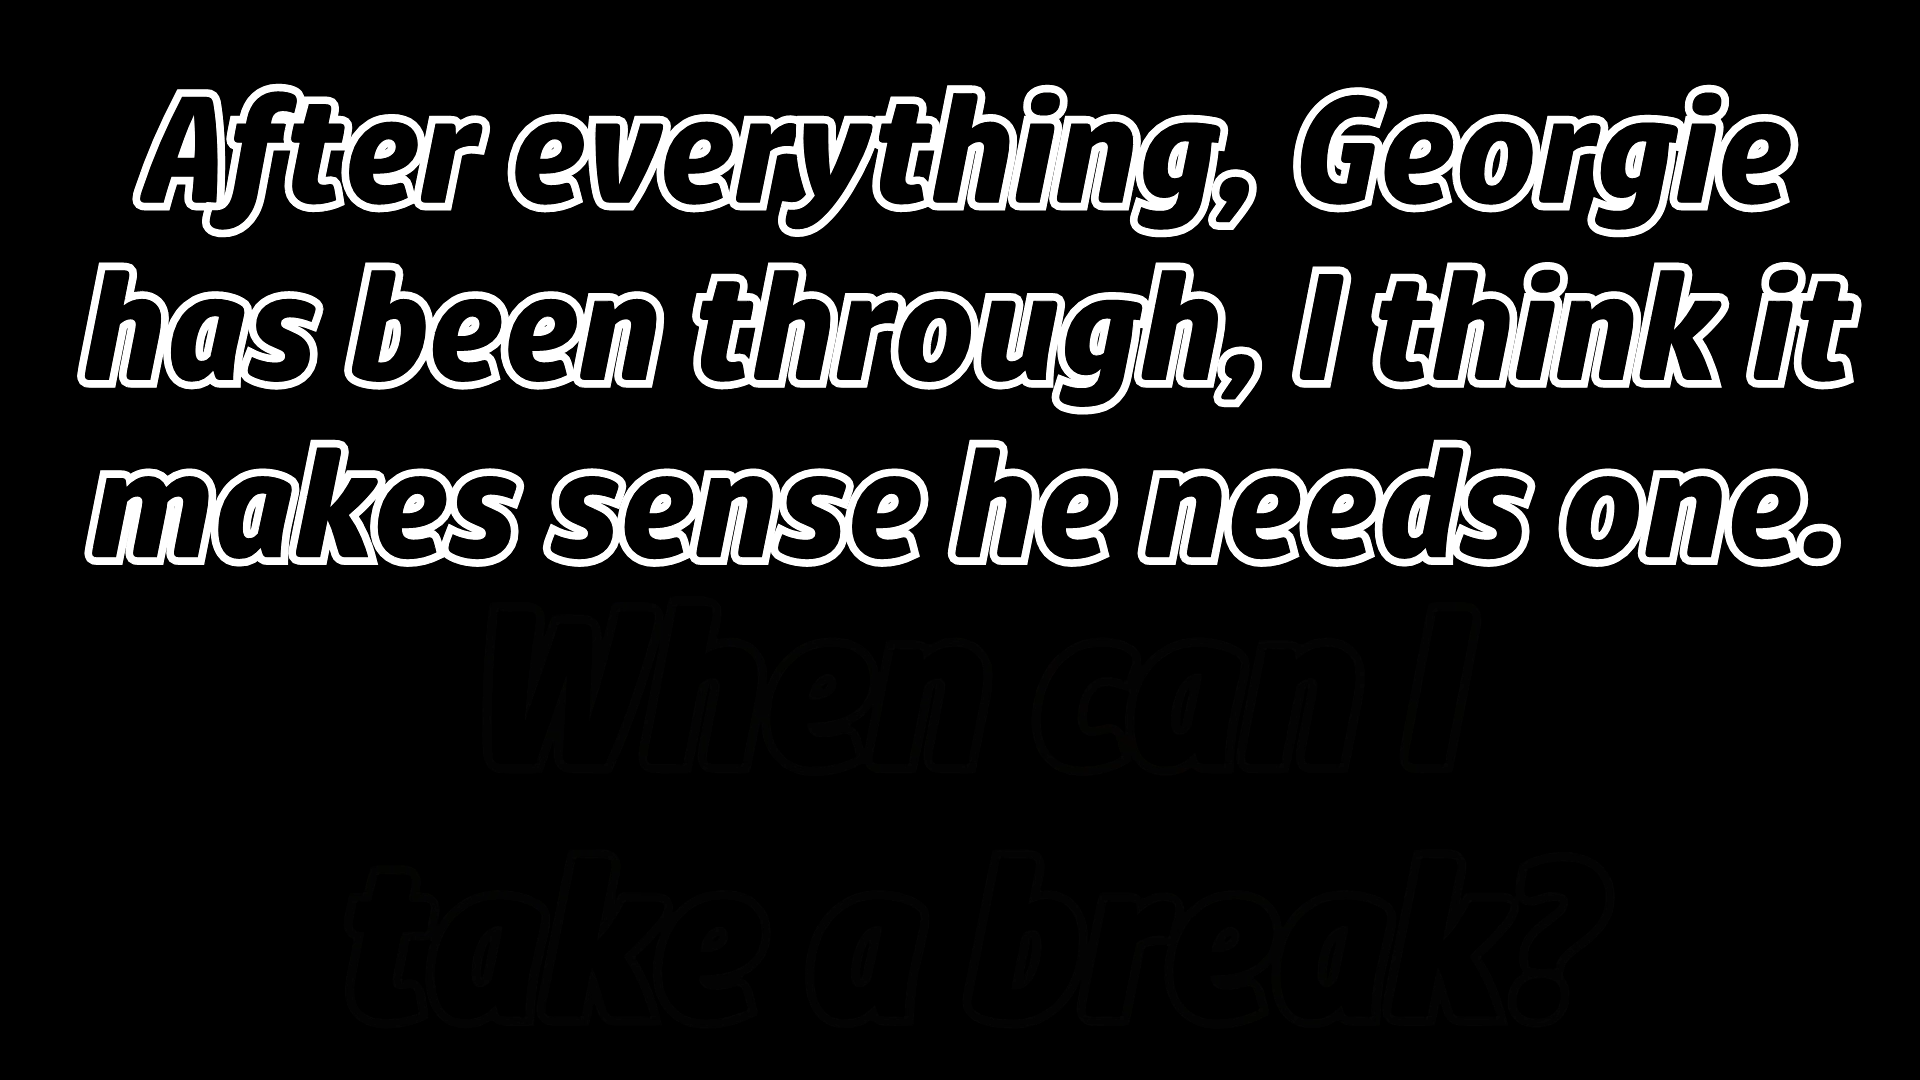 After everything, Georgie
has been through, I think it
makes sense he needs one.
When can I
take a break?